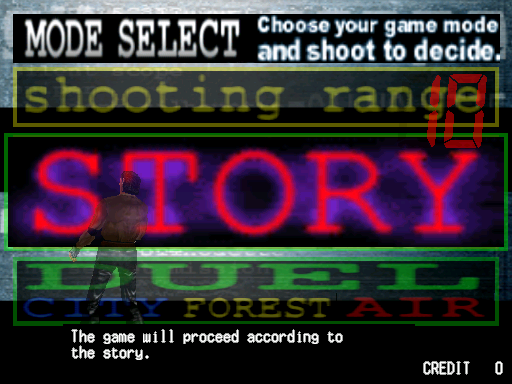 MODE SELECT
Choose your game mode
and shoot to decide.
shooting range
10
STORY
DUEL
CITY FOREST AIR
The game will proceed according to
the story.
CREDIT 0